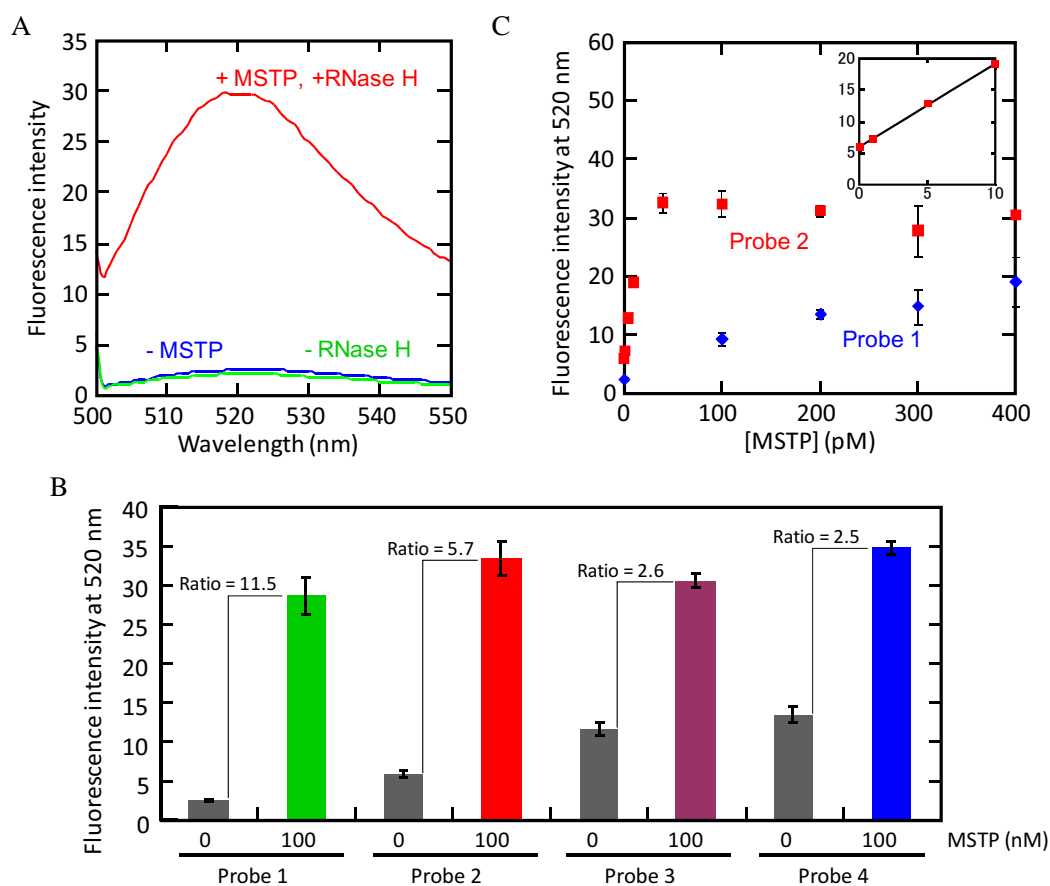 A
35
30
25
20
15
10
5
0
Fluorescence intensity
+ MSTP, +RNase H
- MSTP
- RNase H
500 510 520 530 540 550
Wavelength (nm)
C
60
50
40
30
20
10
0
Fluorescence intensity at 520 nm
20
15
10
5
0
0 5 10
Probe 2
Probe 1
0 100 200 300 400
[MSTP] (pM)
B
40
35
30
25
20
15
10
5
0
Fluorescence intensity at 520 nm
Ratio = 11.5
Ratio = 5.7
Ratio = 2.6
Ratio = 2.5
0 100 0 100 0 100 0 100 MSTP (nM)
Probe 1 Probe 2 Probe 3 Probe 4